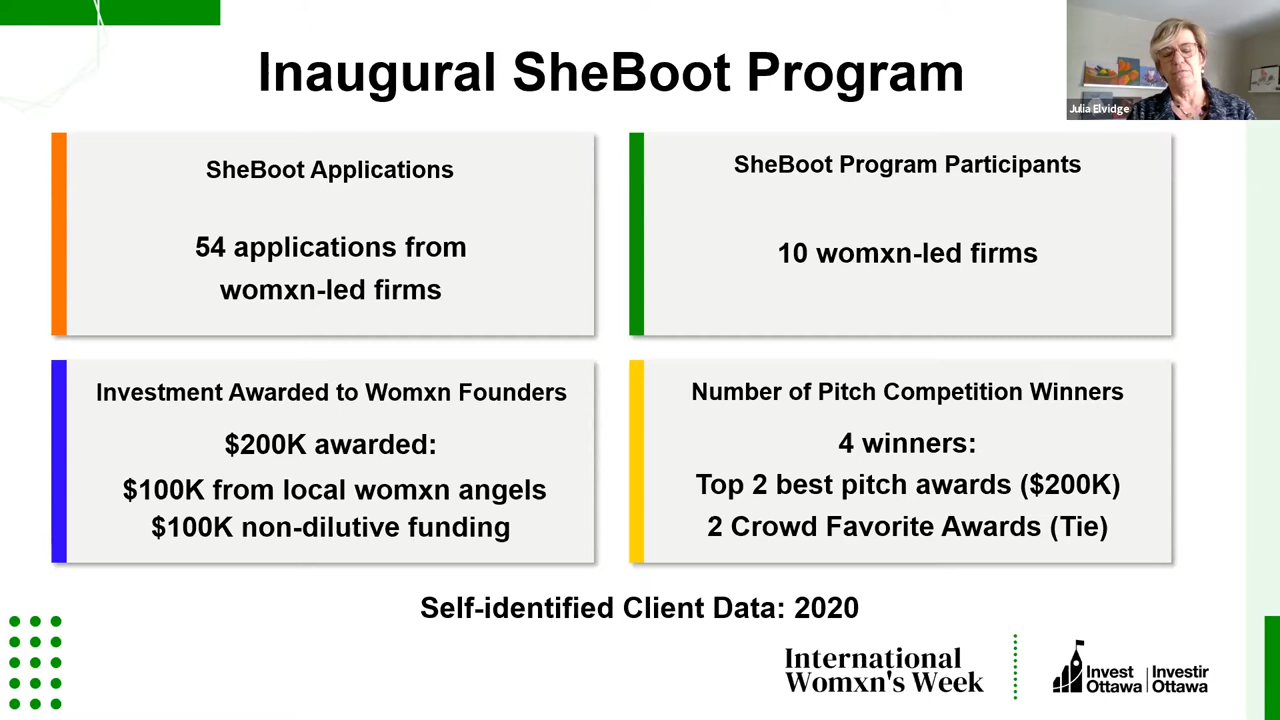 Inaugural SheBoot Program
Julia Elvidge
SheBoot Applications
54 applications from
womxn-led firms
SheBoot Program Participants
10 womxn-led firms
Investment Awarded to Womxn Founders
$200K awarded:
$100K from local womxn angels
$100K non-dilutive funding
Number of Pitch Competition Winners
4 winners:
Top 2 best pitch awards ($200K)
2 Crowd Favorite Awards (Tie)
Self-identified Client Data: 2020
International
Womxn's Week
Invest
Ottawa
Investir
Ottawa